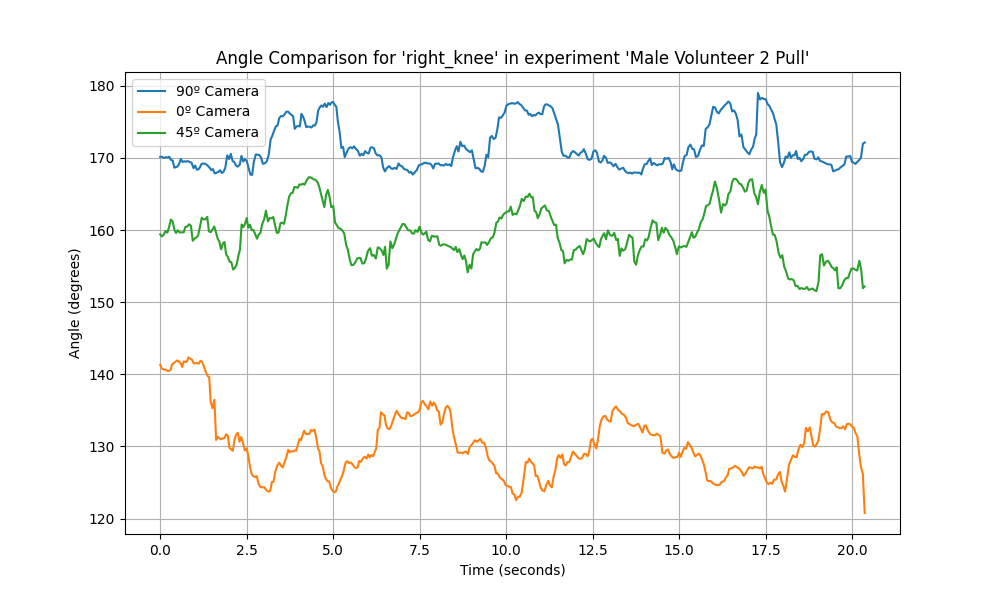 Angle Comparison for 'right_knee' in experiment 'Male Volunteer 2 Pull'
90º Camera
0º Camera
45º Camera
Angle (degrees)
180
170
160
150
140
130
120
0.0 2.5 5.0 7.5 10.0 12.5 15.0 17.5 20.0
Time (seconds)